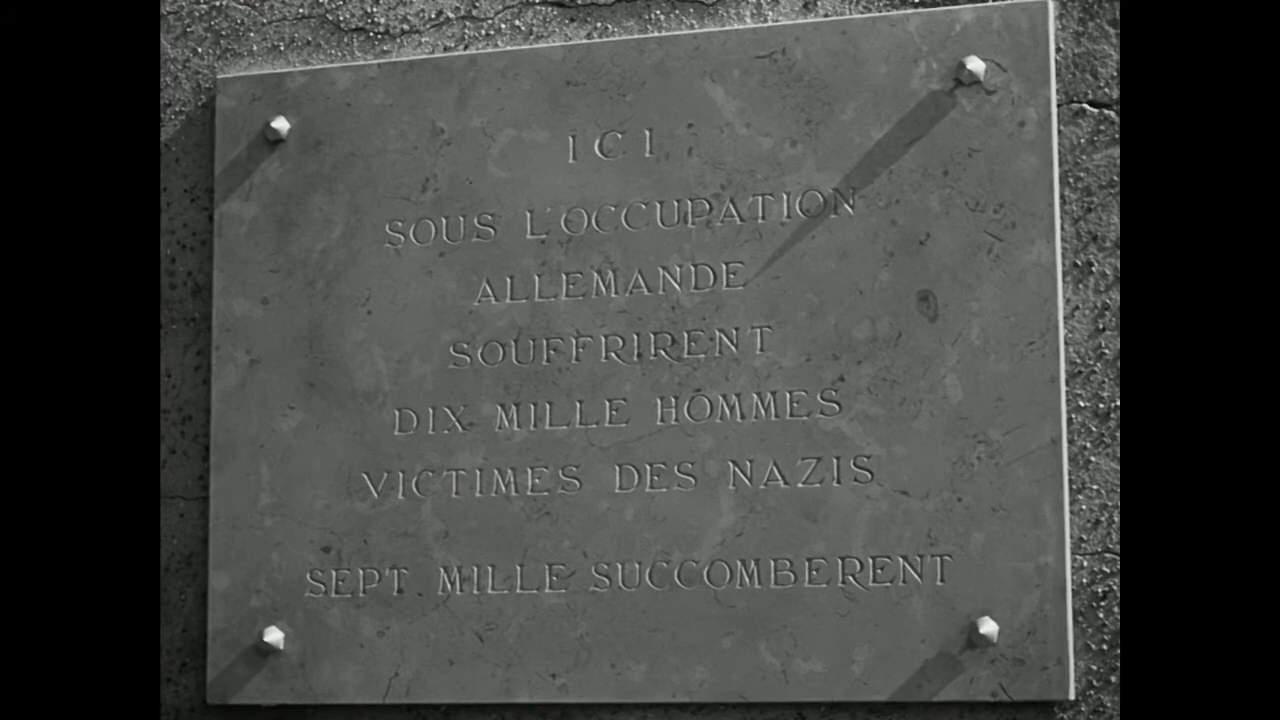 ICI
SOUS L'OCCUPATION
ALLEMANDE
SOUFFRIRENT
DIX MILLE HOMMES
VICTIMES DES NAZIS
SEPT MILLE SUCCOMBERENT